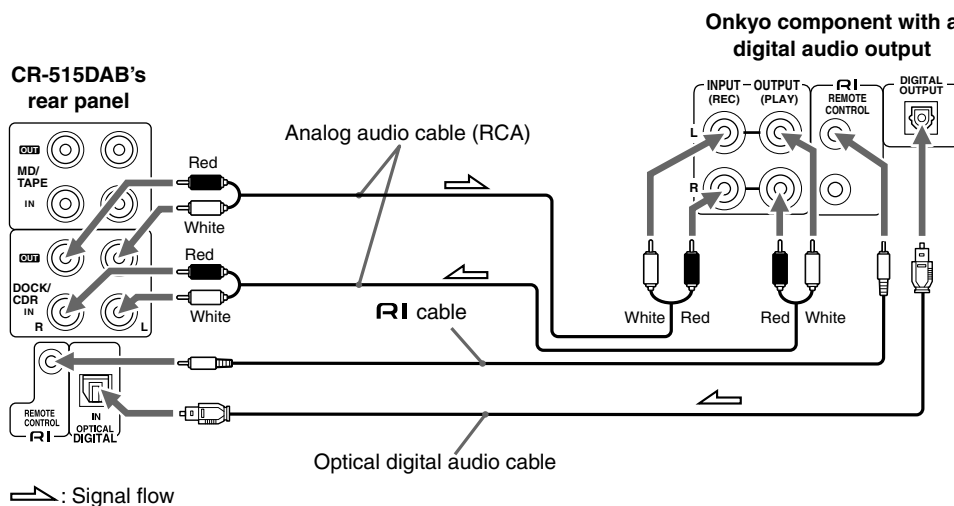 Onkyo component with a
digital audio output
CR-515DAB's
rear panel
INPUT
(REC)
OUTPUT
(PLAY)
RI
REMOTE
CONTROL
DIGITAL
OUTPUT
L
R
Analog audio cable (RCA)
OUT
MD/
TAPE
IN
Red
White
OUT
DOCK/
CDR
IN
R
L
Red
White
RI cable
White
Red
Red
White
REMOTE
CONTROL
RI
IN
OPTICAL
DIGITAL
Optical digital audio cable
: Signal flow